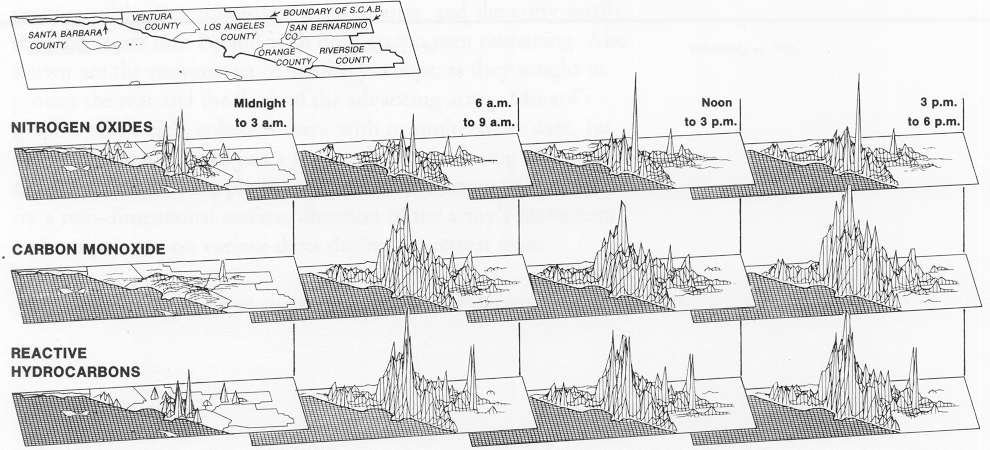 VENTURA
COUNTY
BOUNDARY OF S.C.A.B.
SANTA BARBARA
COUNTY
LOS ANGELES
COUNTY
SAN BERNARDINO
CO.
ORANGE
COUNTY
RIVERSIDE
COUNTY
Midnight
to 3 a.m.
6 a.m.
to 9 a.m.
Noon
to 3 p.m.
3 p.m.
to 6 p.m.
NITROGEN OXIDES
CARBON MONOXIDE
REACTIVE
HYDROCARBONS